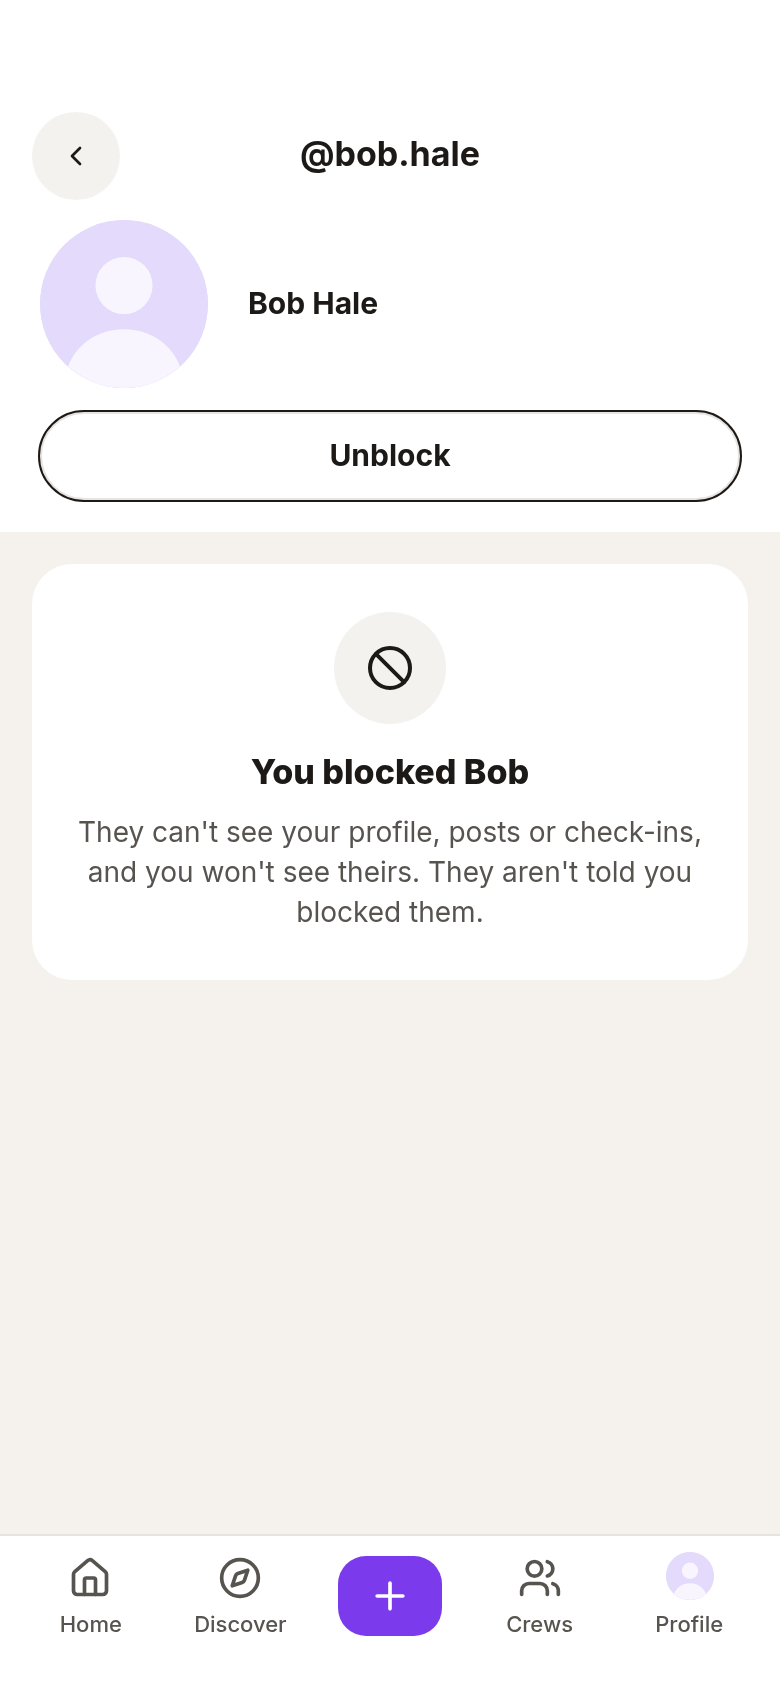 @bob.hale
Bob Hale
Unblock
You blocked Bob
They can't see your profile, posts or check-ins,
and you won't see theirs. They aren't told you
blocked them.
Home
Discover
Crews
Profile